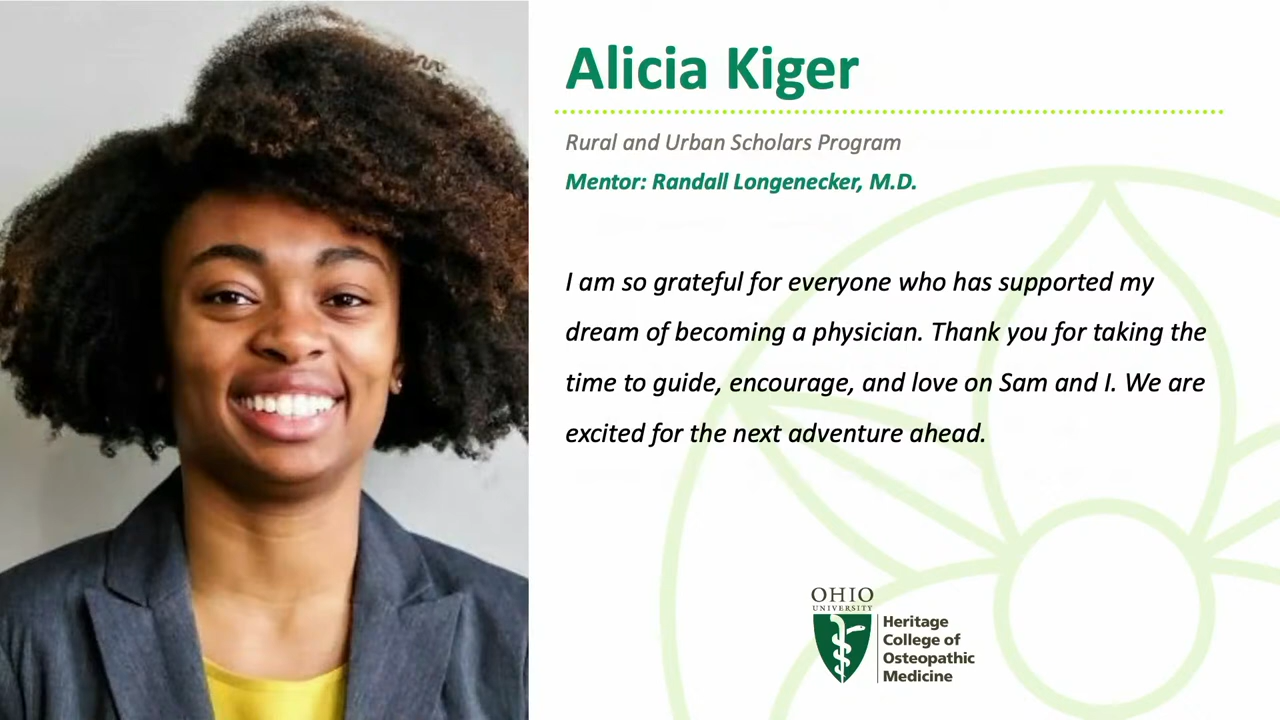 Alicia Kiger
Rural and Urban Scholars Program
Mentor: Randall Longenecker, M.D.
I am so grateful for everyone who has supported my
dream of becoming a physician. Thank you for taking the
time to guide, encourage, and love on Sam and I. We are
excited for the next adventure ahead.
OHIO
UNIVERSITY
Heritage
College of
Osteopathic
Medicine